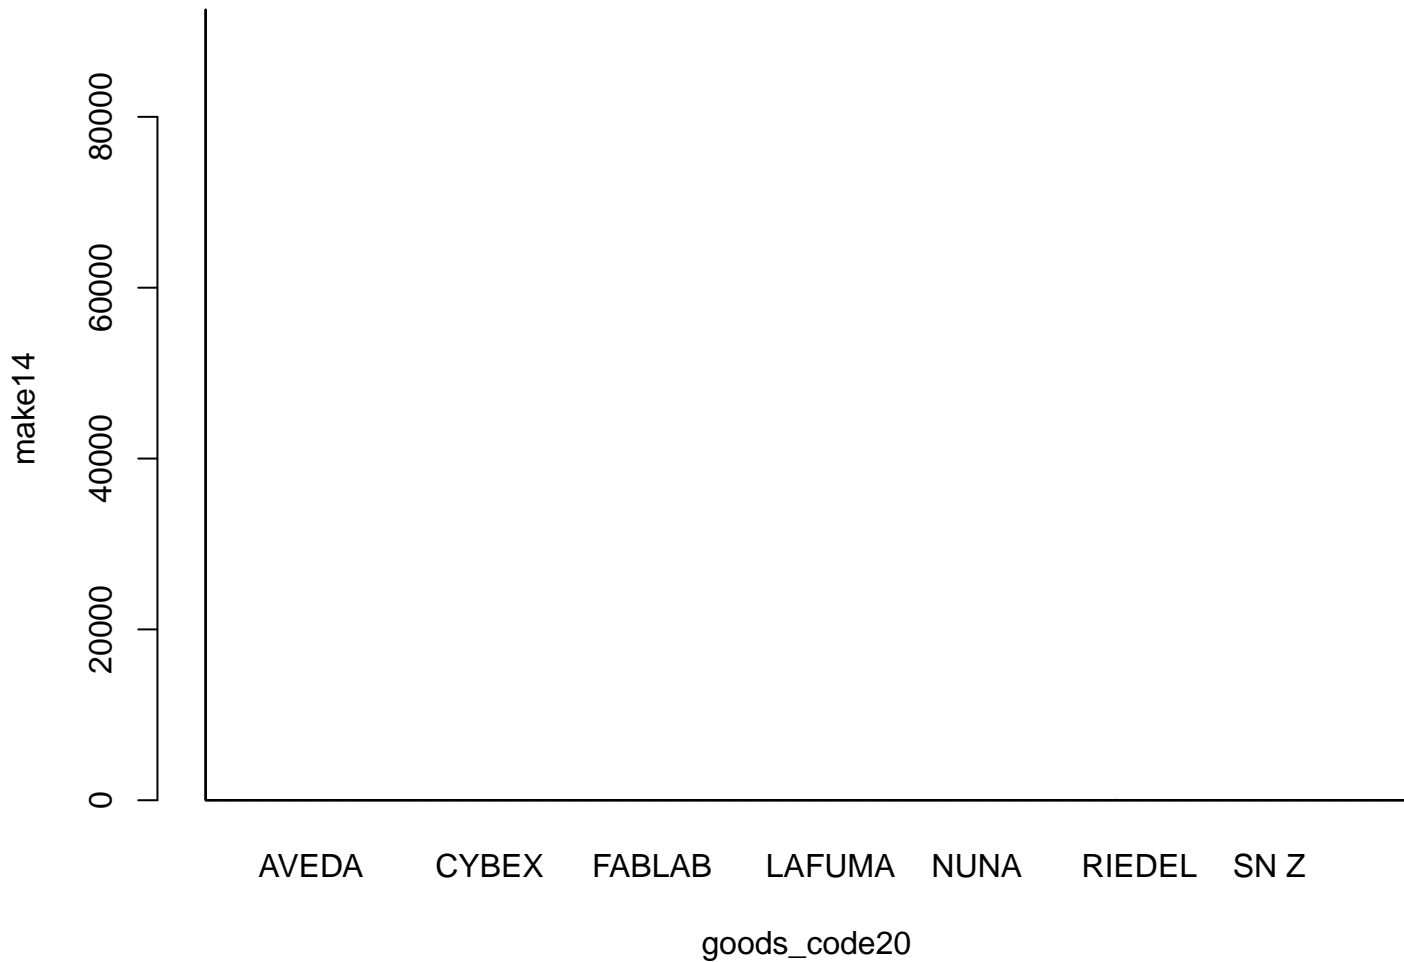 80000
60000
40000
20000
0
make14
AVEDA CYBEX FABLAB LAFUMA NUNA RIEDEL SN Z
goods_code20